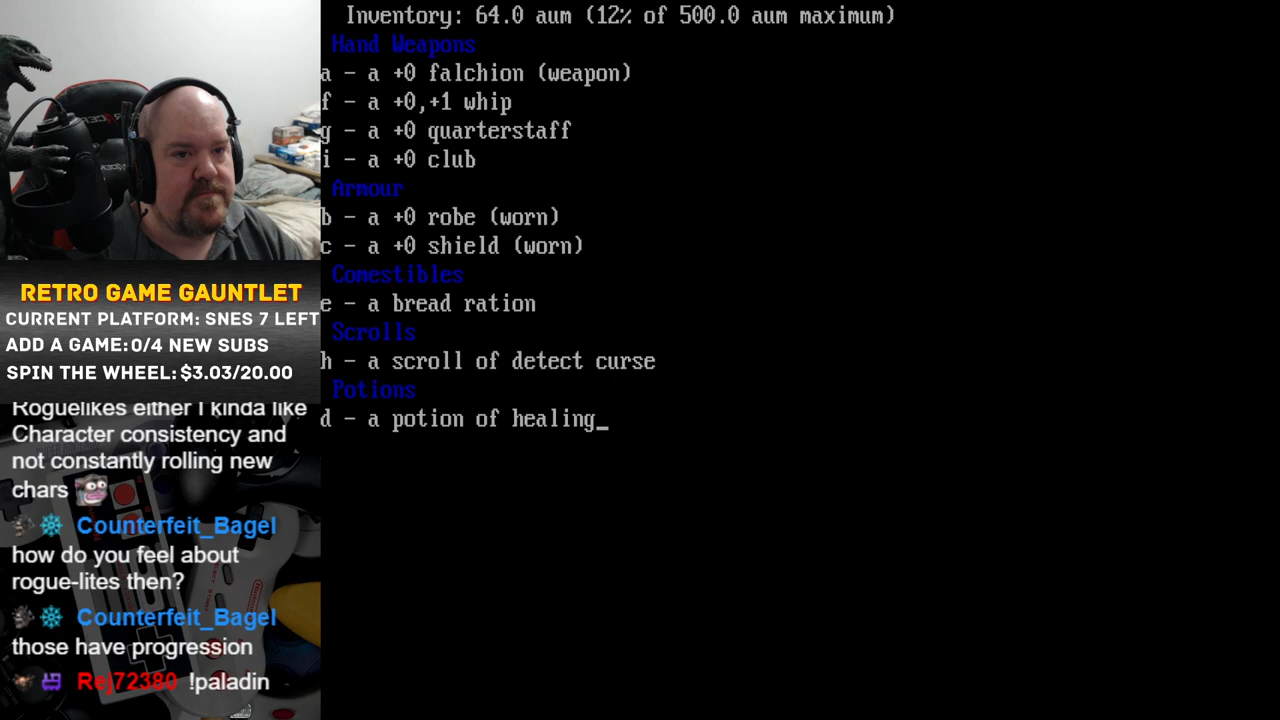 Inventory: 64.0 aum (12% of 500.0 aum maximum)
Hand Weapons
a - a +0 falchion (weapon)
f - a +0,+1 whip
g - a +0 quarterstaff
i - a +0 club
Armour
b - a +0 robe (worn)
c - a +0 shield (worn)
Comestibles
e - a bread ration
Scrolls
h - a scroll of detect curse
Potions
d - a potion of healing_
RETRO GAME GAUNTLET
CURRENT PLATFORM: SNES 7 LEFT
ADD A GAME: 0/4 NEW SUBS
SPIN THE WHEEL: $3.03/20.00
Roguelikes either I kinda like
Character consistency and
not constantly rolling new
chars
Counterfeit_Bagel
how do you feel about
rogue-lites then?
Counterfeit_Bagel
those have progression
Rej72380 !paladin